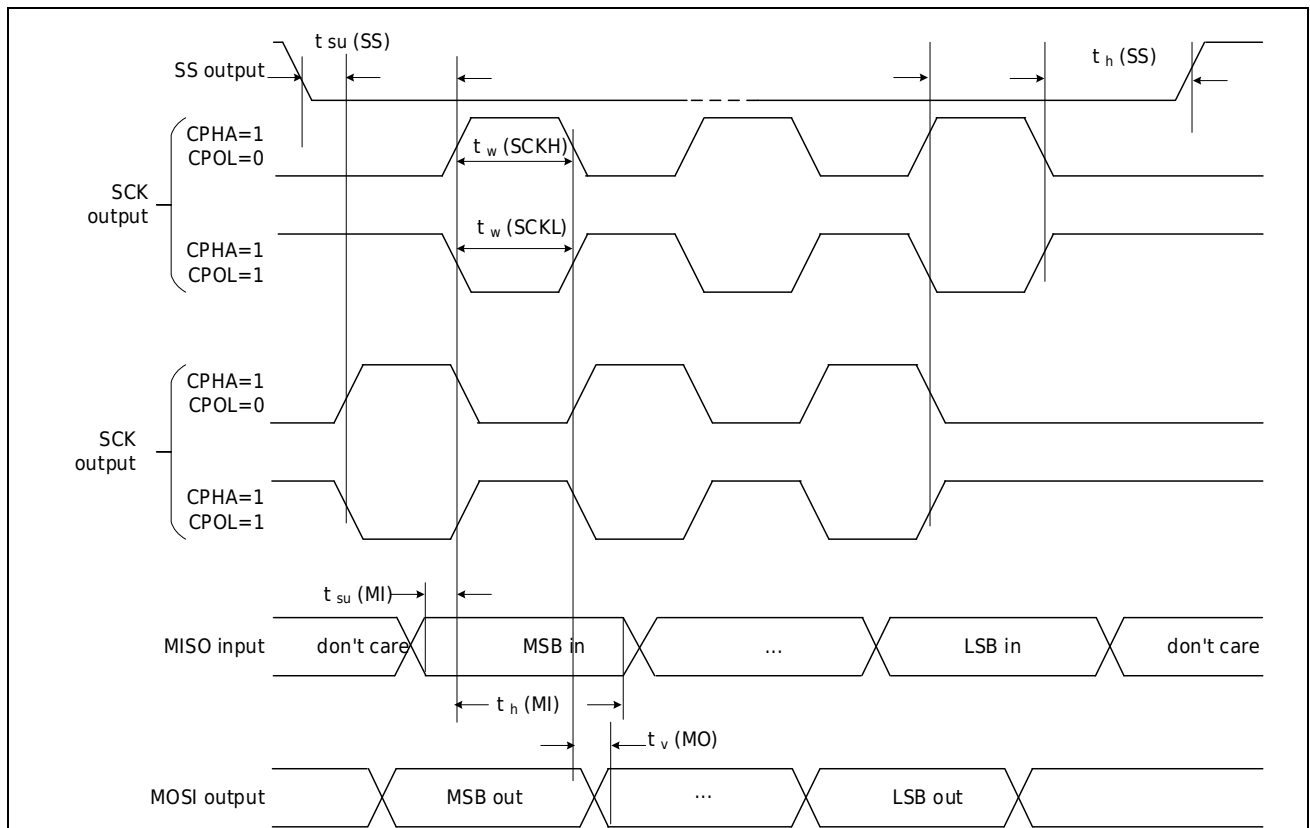 t su (SS)
t h (SS)
SS output
CPHA=1
CPOL=0
t w (SCKH)
SCK
output
t w (SCKL)
CPHA=1
CPOL=1
CPHA=1
CPOL=0
SCK
output
CPHA=1
CPOL=1
t su (MI)
MISO input
don't care
MSB in
...
LSB in
don't care
t h (MI)
t v (MO)
MOSI output
MSB out
...
LSB out